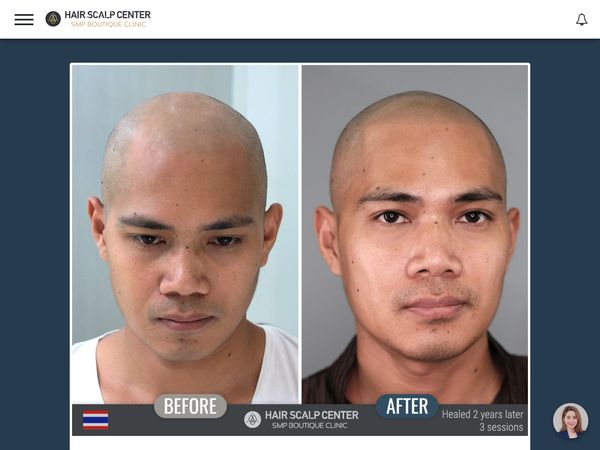 HAIR SCALP CENTER
SMP BOUTIQUE CLINIC
BEFORE
HAIR SCALP CENTER
SMP BOUTIQUE CLINIC
AFTER
Healed 2 years later
3 sessions